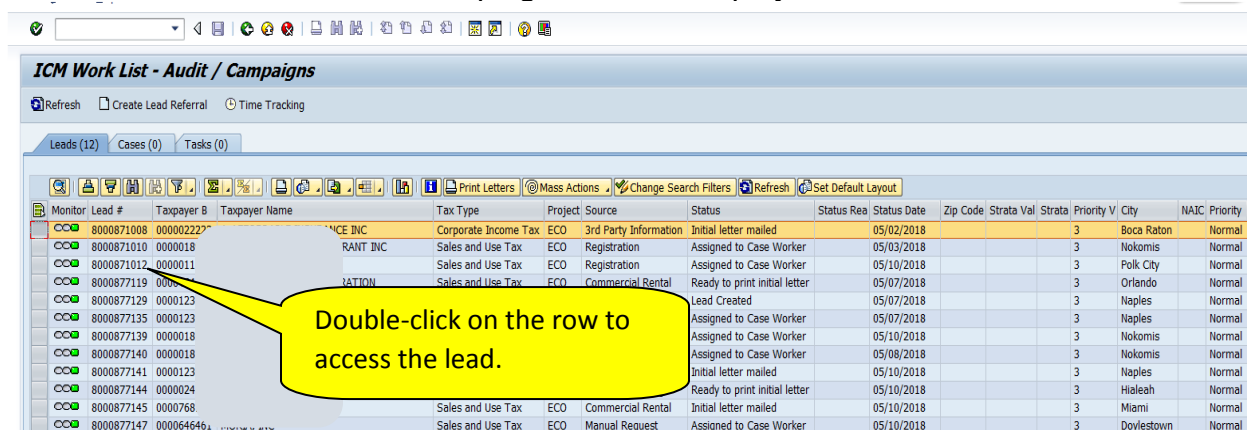 ICM Work List - Audit / Campaigns
Refresh Create Lead Referral Time Tracking
Leads (12) Cases (0) Tasks (0)
Print Letters Mass Actions Change Search Filters Refresh Set Default Layout
Monitor Lead # Taxpayer B Taxpayer Name Tax Type Project Source Status Status Rea Status Date Zip Code Strata Val Strata Priority V City NAIC Priority
8000871008 000002222 CE INC Corporate Income Tax ECO 3rd Party Information Initial letter mailed 05/02/2018 3 Boca Raton Normal
8000871010 0000018 RANT INC Sales and Use Tax ECO Registration Assigned to Case Worker 05/03/2018 3 Nokomis Normal
8000871012 0000011 Sales and Use Tax ECO Registration Assigned to Case Worker 05/10/2018 3 Polk City Normal
8000877119 RATION Sales and Use Tax ECO Commercial Rental Ready to print initial letter 05/07/2018 3 Orlando Normal
8000877129 0000123 Lead Created 05/07/2018 3 Naples Normal
8000877135 0000123 Assigned to Case Worker 05/07/2018 3 Naples Normal
8000877139 0000018 Assigned to Case Worker 05/10/2018 3 Nokomis Normal
8000877140 0000018 Assigned to Case Worker 05/08/2018 3 Nokomis Normal
8000877141 0000123 Initial letter mailed 05/10/2018 3 Naples Normal
8000877144 0000024 Ready to print initial letter 05/10/2018 3 Hialeah Normal
8000877145 0000768 Sales and Use Tax ECO Commercial Rental Initial letter mailed 05/10/2018 3 Miami Normal
8000877147 000064646 INC Sales and Use Tax ECO Manual Request Assigned to Case Worker 05/10/2018 3 Doylestown Normal
Double-click on the row to
access the lead.